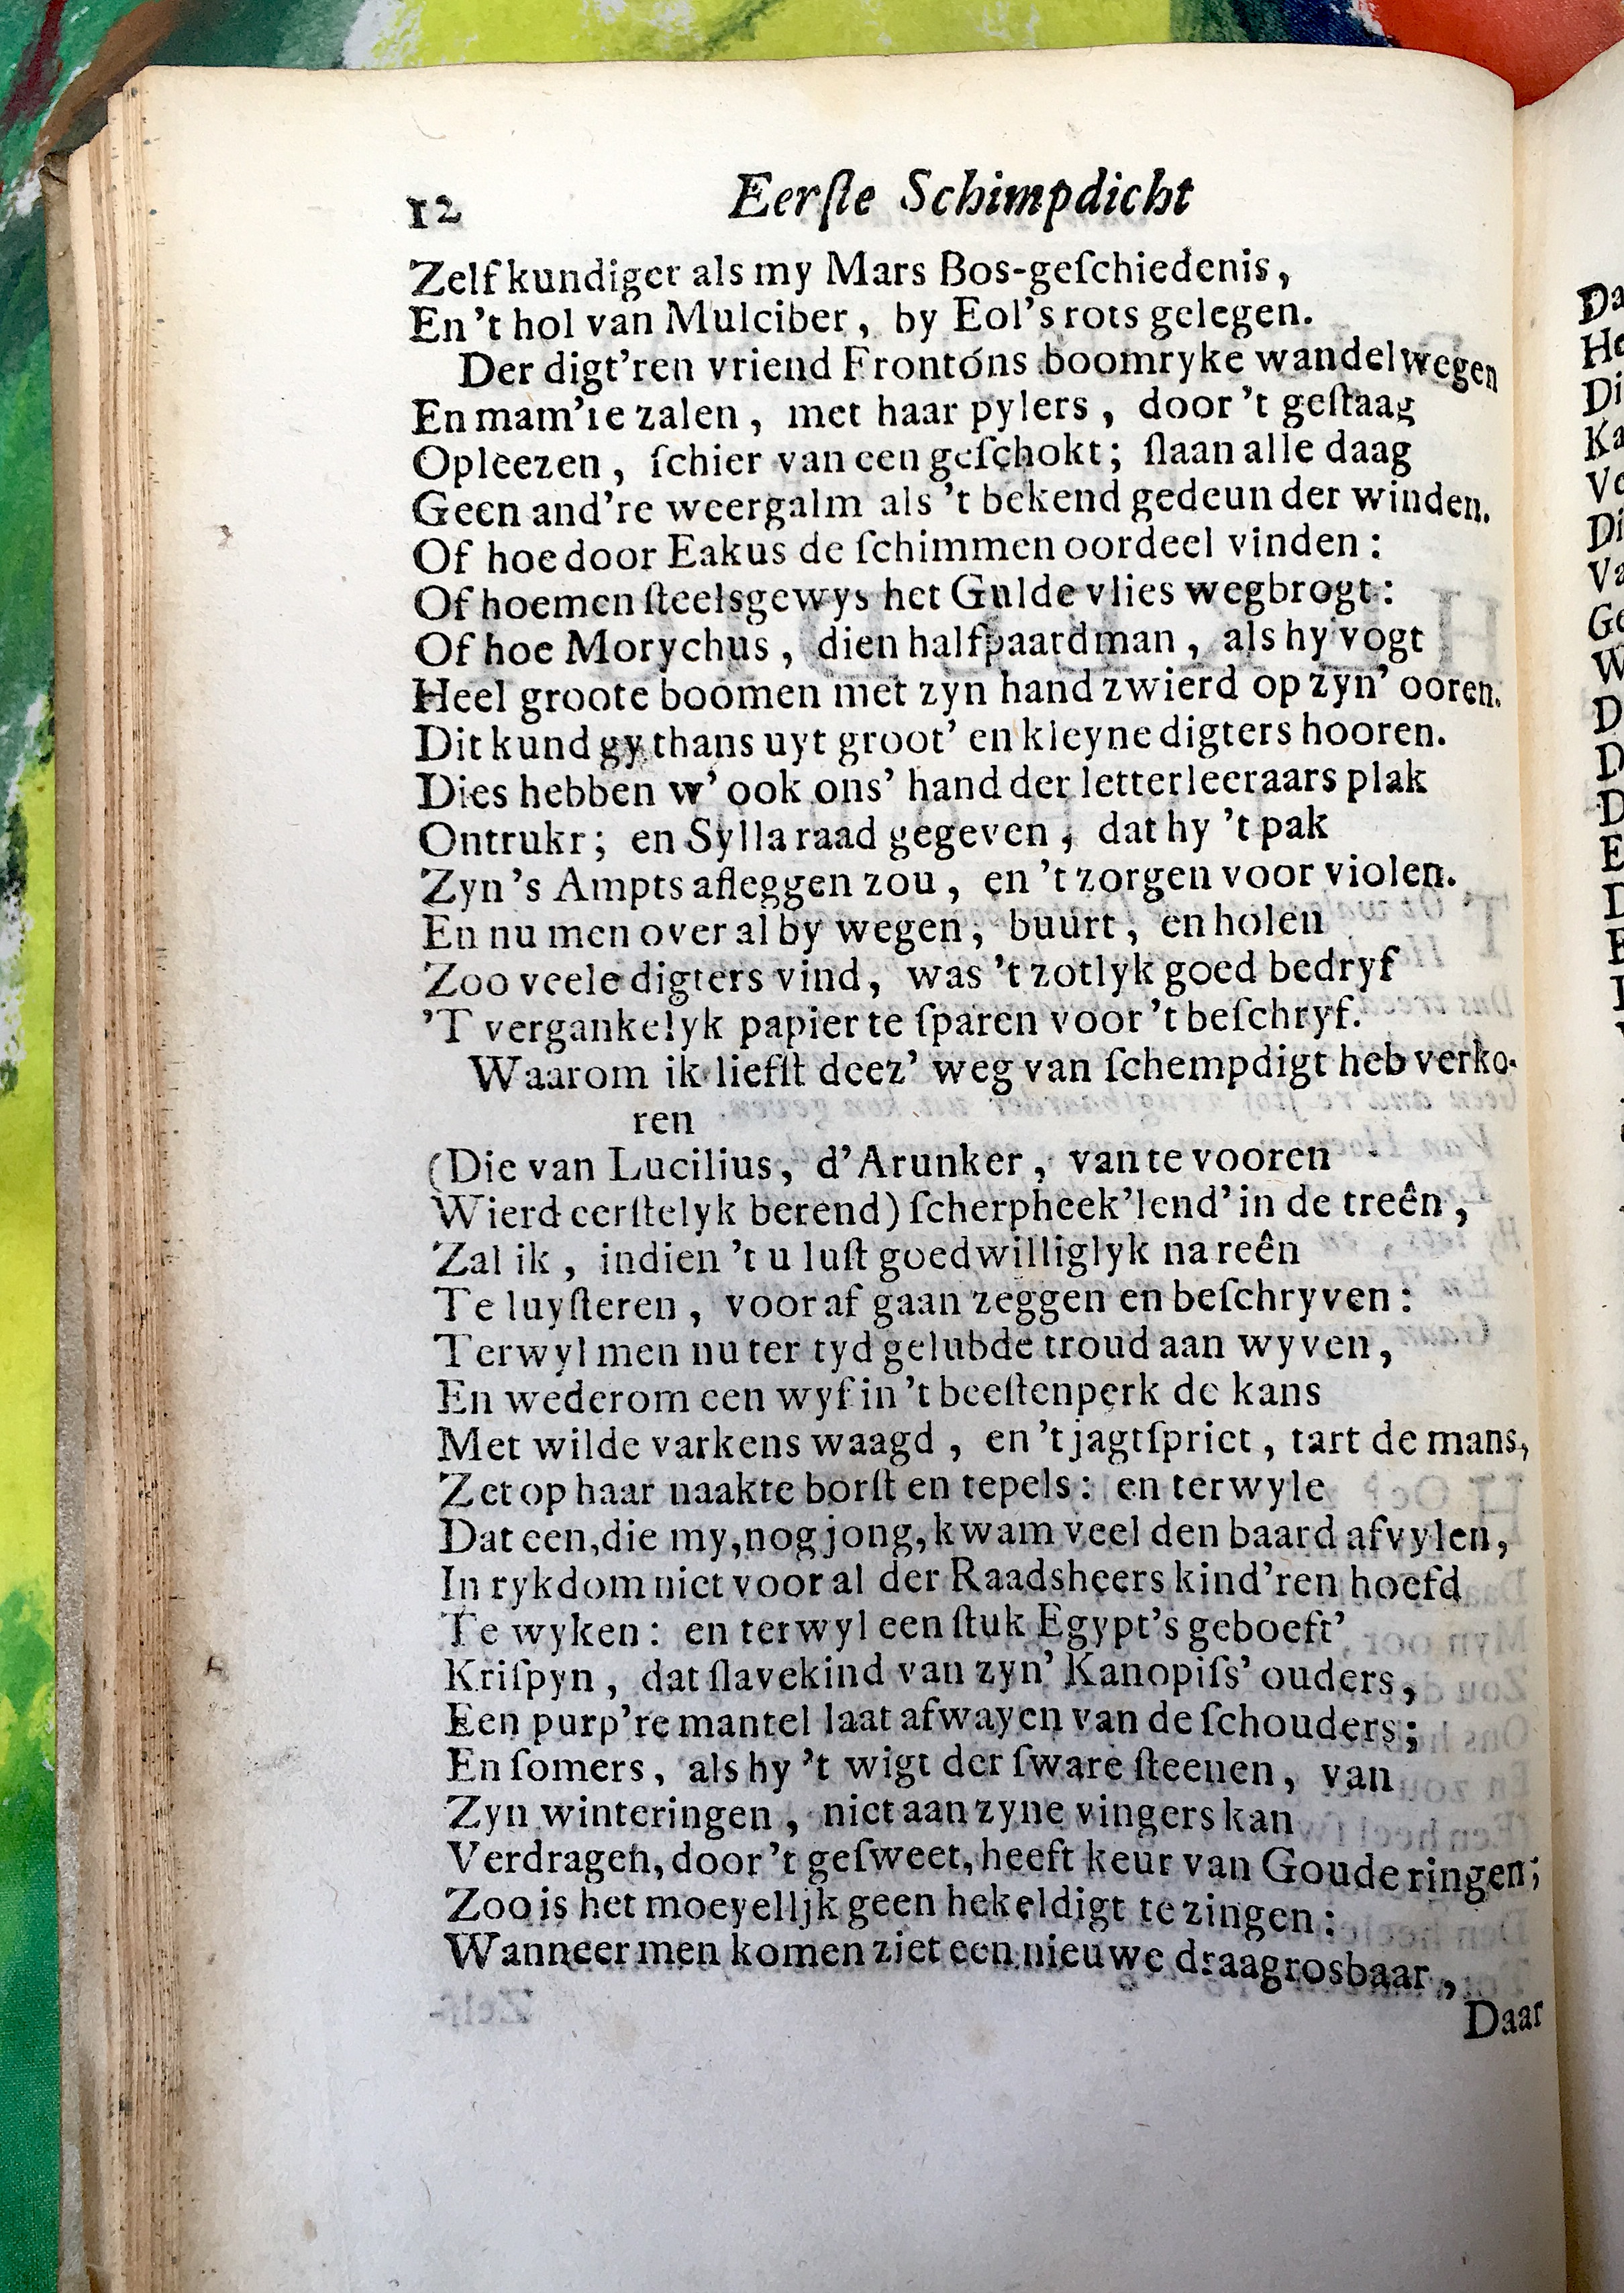 12 Eerſte Schimpdicht
Zelf kundiger als my Mars Bos-geſchiedenis,
En 't hol van Mulciber, by Eol's rots gelegen.
Der digt'ren vriend Frontóns boomryke wandelwegen
En mam're zalen, met haar pylers, door 't geſtaag
Opleezen, ſchier van een geſchokt; ſlaan alle daag
Geen and're weergalm als 't bekend gedeun der winden.
Of hoe door Eakus de ſchimmen oordeel vinden:
Of hoe men ſteelsgewys het Gulde vlies wegbrogt:
Of hoe Morychus, dien halfpaardman, als hy vogt
Heel groote boomen met zyn hand zwierd op zyn' ooren.
Dit kund gy thans uyt groot' en kleyne digters hooren.
Dies hebben w' ook ons' hand der letterleeraars plak
Ontrukt; en Sylla raad gegeven, dat hy 't pak
Zyn's Ampts afleggen zou, en 't zorgen voor violen.
En nu men over al by wegen, buurt, en holen
Zoo veele digters vind, was 't zotlyk goed bedryf
'T vergankelyk papier te ſparen voor 't beſchryf.
Waarom ik liefſt deez' weg van ſchempdigt heb verko-
ren
(Die van Lucilius, d'Arunker, van te vooren
Wierd eerſtelyk berend) ſcherpheek'lend' in de treên,
Zal ik, indien 't u luſt goedwilliglyk na reên
Te luyſteren, voor af gaan zeggen en beſchryven:
Terwyl men nu ter tyd gelubde troud aan wyven,
En wederom een wyf in 't beeſtenperk de kans
Met wilde varkens waagd, en 't jagtſpriet, tart de mans,
Zet op haar naakte borſt en tepels: en terwyle
Dat een, die my, nog jong, kwam veel den baard afvylen,
In rykdom niet voor al der Raadsheers kind'ren hoefd
Te wyken: en terwyl een ſtuk Egypt's geboeft'
Kriſpyn, dat ſlavekind van zyn' Kanopiſs' ouders,
Een purp're mantel laat afwayen van de ſchouders;
En ſomers, als hy 't wigt der ſware ſteenen, van
Zyn winteringen, niet aan zyne vingers kan
Verdragen, door 't geſweet, heeft keur van Goude ringen;
Zoo is het moeyelijk geen hekeldigt te zingen:
Wanneer men komen ziet een nieuwe draagrosbaar,
Daar